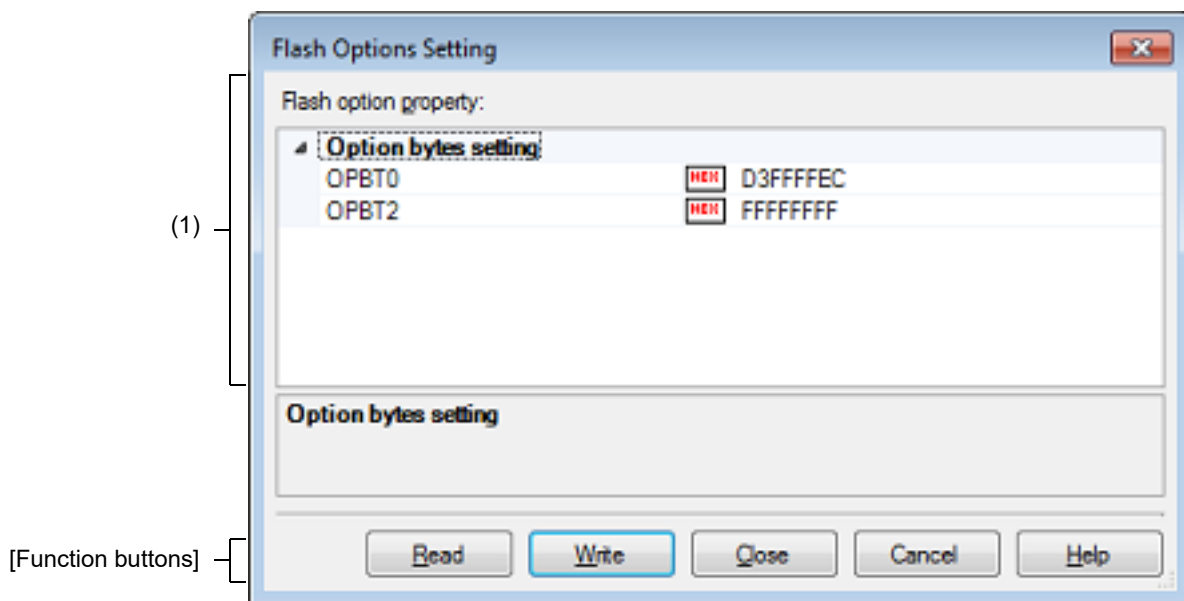 Flash Options Setting
Flash option property:
Option bytes setting
OPBT0 HEX D3FFFFEC
OPBT2 HEX FFFFFFFF
(1)
Option bytes setting
[Function buttons]
Read Write Close Cancel Help